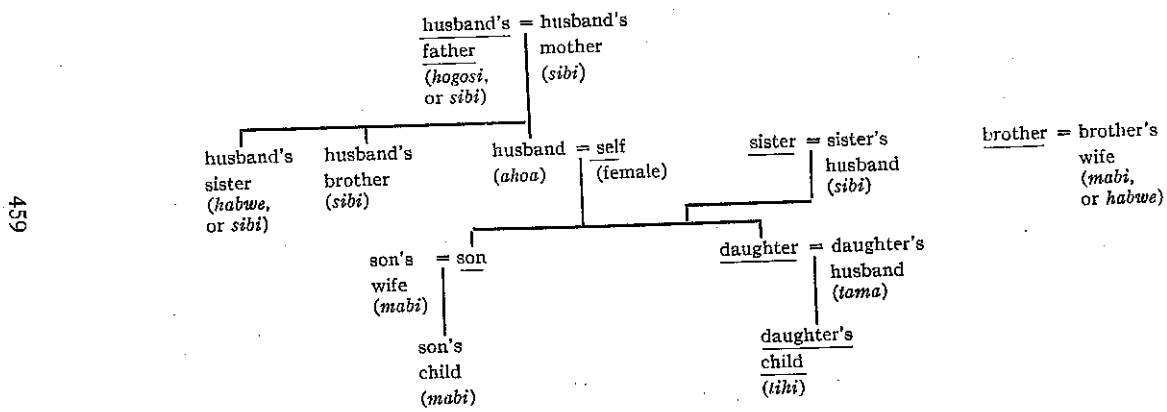 husband's = husband's
father mother
(hogosi, (sibi)
or sibi)
husband's husband's husband = self sister = sister's brother = brother's
sister brother (ahoa) (female) husband wife
(habwe, (sibi) (sibi) (mabi,
or sibi) or habwe)
459
son's = son daughter = daughter's
wife husband
(mabi) (tama)
son's daughter's
child child
(mabi) (lihi)